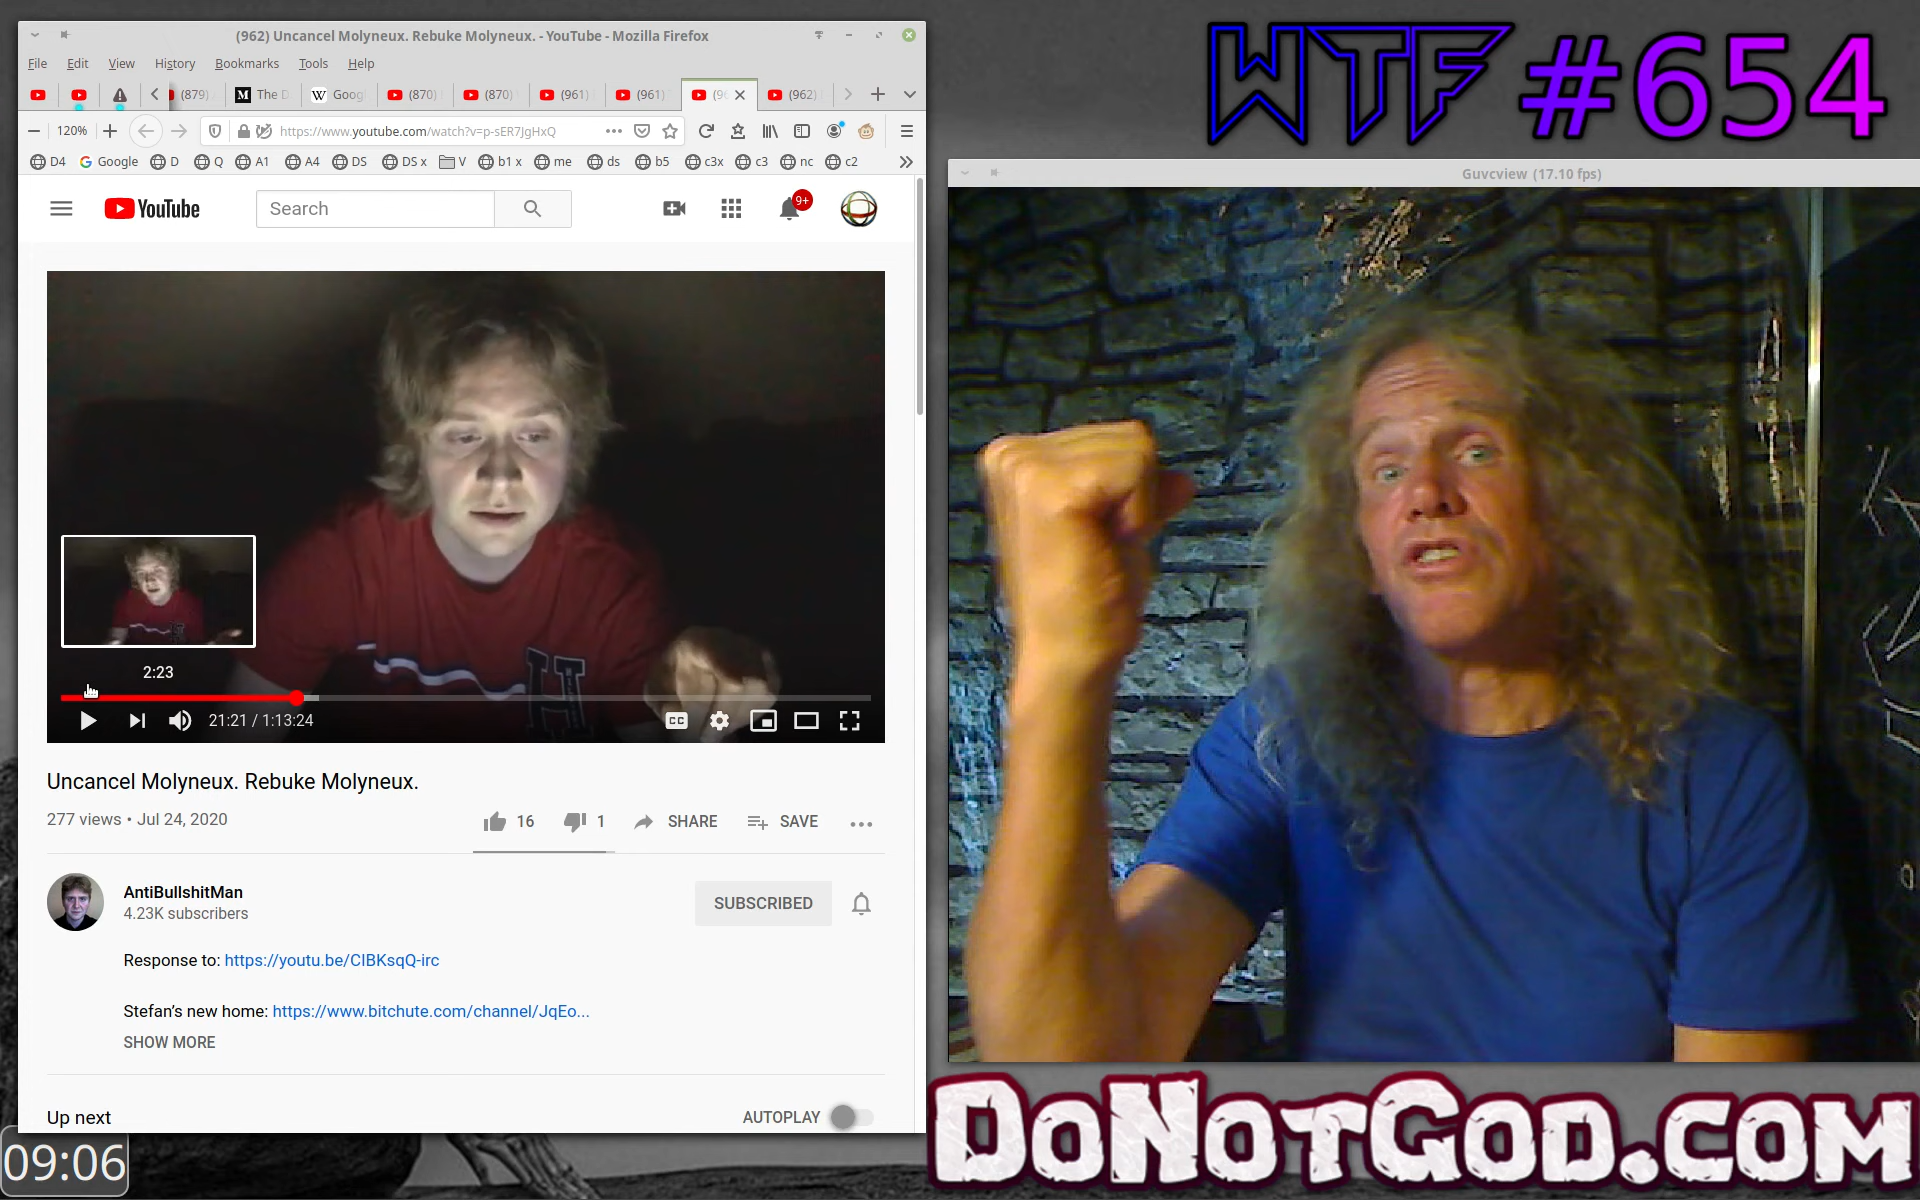 (962) Uncancel Molyneux. Rebuke Molyneux. - YouTube - Mozilla Firefox
File Edit View History Bookmarks Tools Help
(879) M The D W Goog (870) (870) (961) (961) (962)
120% https://www.youtube.com/watch?v=p-sER7JgHxQ
D4 Google D Q A1 A4 DS DS x V b1 x me ds b5 c3x c3 nc c2
YouTube Search 9+
H
2:23
21:21 / 1:13:24 CC
Uncancel Molyneux. Rebuke Molyneux.
277 views • Jul 24, 2020 16 1 SHARE SAVE
AntiBullshitMan
4.23K subscribers
SUBSCRIBED
Response to: https://youtu.be/CIBKsqQ-irc
Stefan’s new home: https://www.bitchute.com/channel/JqEo...
SHOW MORE
Up next AUTOPLAY
09:06
WTF #654
Guvcview (17.10 fps)
DoNotGod.com